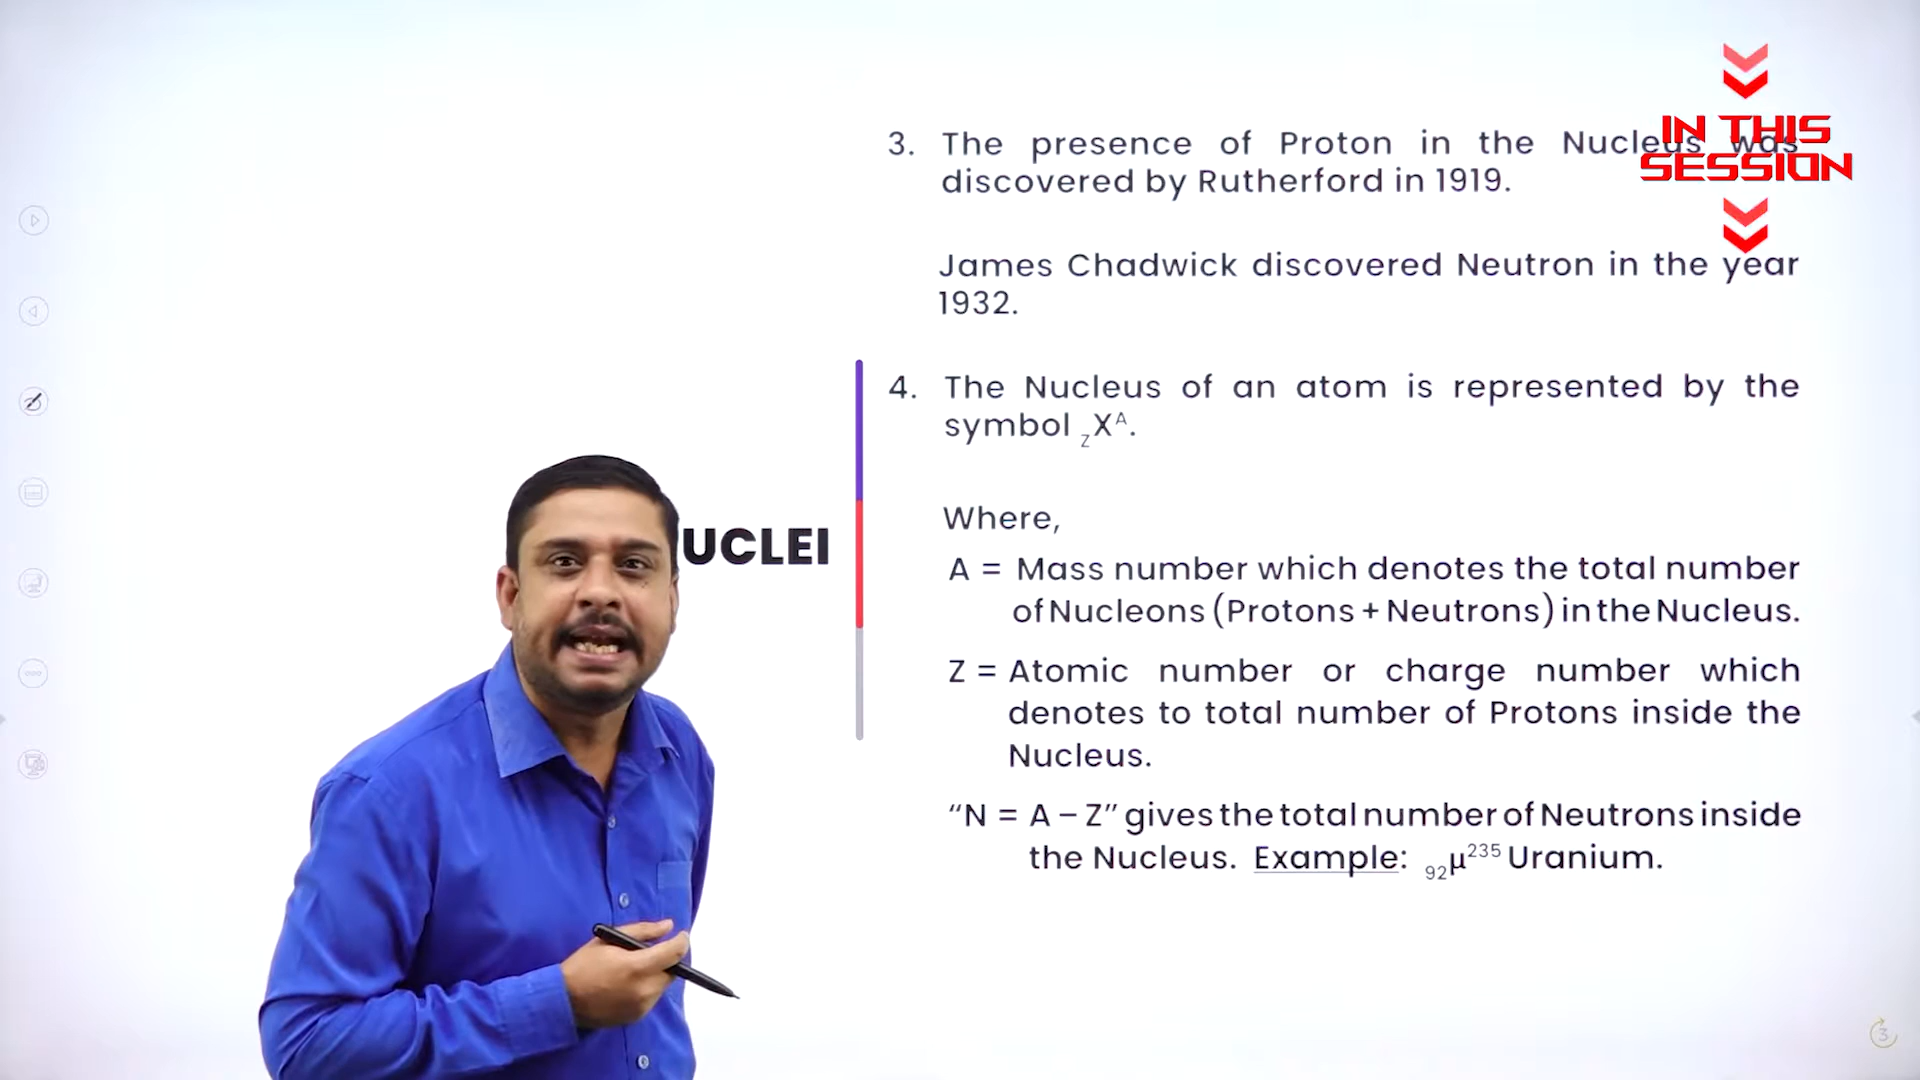 IN THIS
SESSION
3. The presence of Proton in the Nucleus was
discovered by Rutherford in 1919.
James Chadwick discovered Neutron in the year
1932.
4. The Nucleus of an atom is represented by the
symbol ZXᴬ.
UCLEI
Where,
A = Mass number which denotes the total number
of Nucleons (Protons + Neutrons) in the Nucleus.
Z = Atomic number or charge number which
denotes to total number of Protons inside the
Nucleus.
“N = A – Z” gives the total number of Neutrons inside
the Nucleus. Example: ₉₂μ²³⁵ Uranium.
3